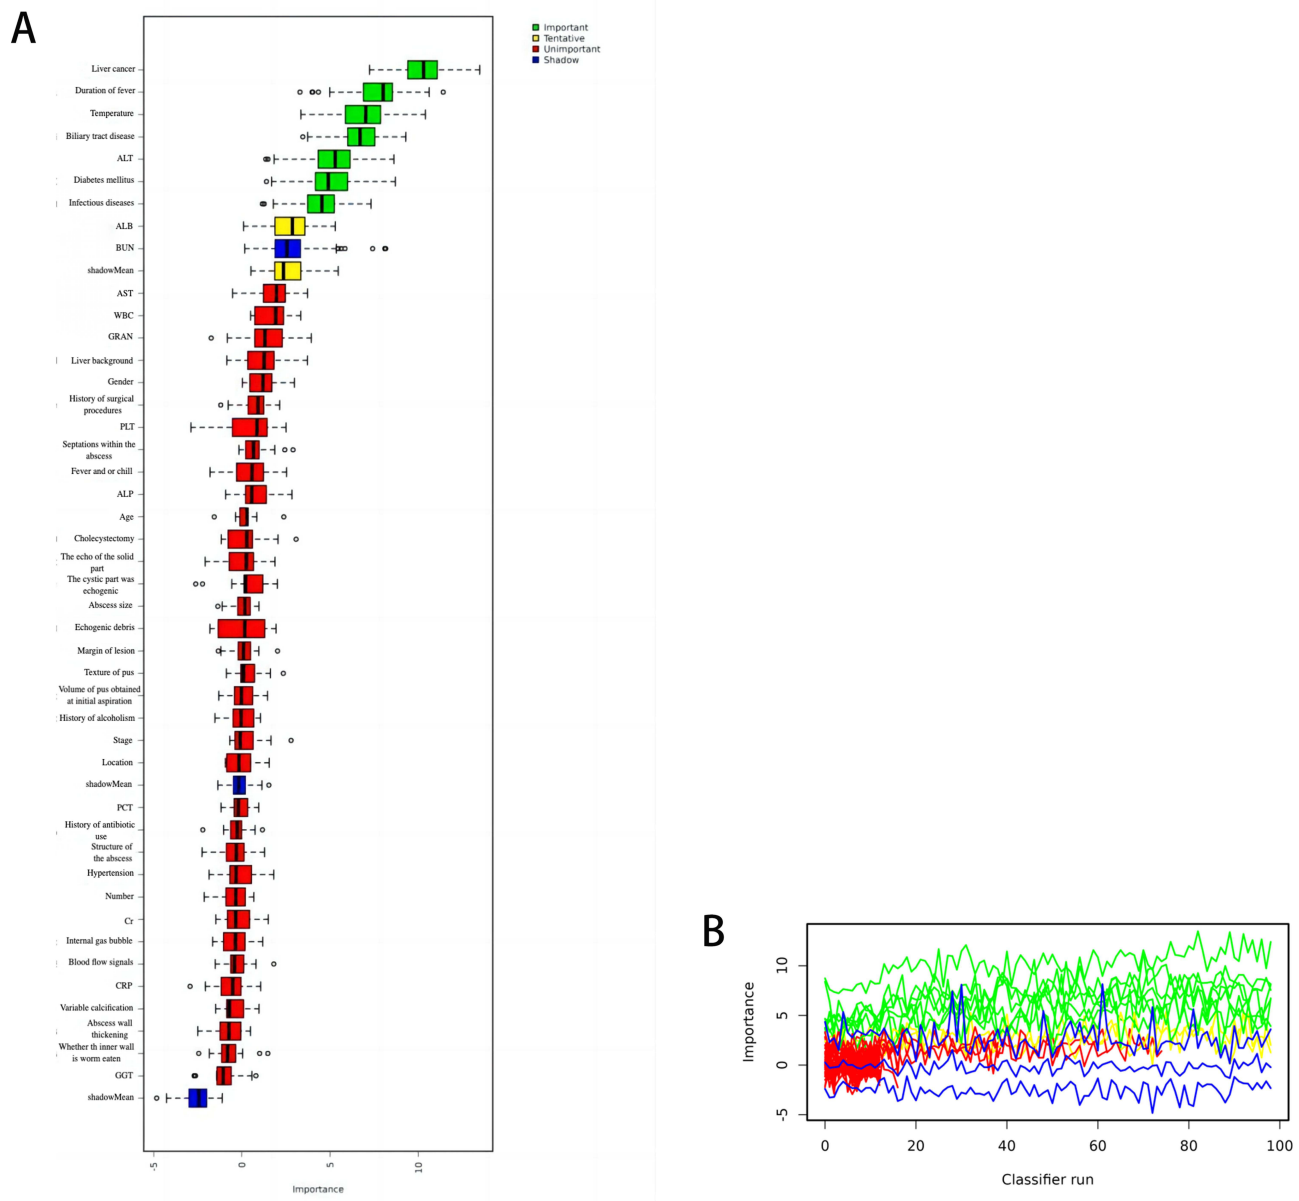 A
Important
Tentative
Unimportant
Shadow
Liver cancer
Duration of fever
Temperature
Biliary tract disease
ALT
Diabetes mellitus
Infectious diseases
ALB
BUN
shadowMean
AST
WBC
GRAN
Liver background
Gender
History of surgical
procedures
PLT
Septations within the
abscess
Fever and or chill
ALP
Age
Cholecystectomy
The echo of the solid
part
The cystic part was
echogenic
Abscess size
Echogenic debris
Margin of lesion
Texture of pus
Volume of pus obtained
at initial aspiration
History of alcoholism
Stage
Location
shadowMean
PCT
History of antibiotic
use
Structure of
the abscess
Hypertension
Number
Cr
Internal gas bubble
Blood flow signals
CRP
Variable calcification
Abscess wall
thickening
Whether th inner wall
is worm eaten
GGT
shadowMean
-5 0 5 10
Importance
B
10
5
0
-5
Importance
0 20 40 60 80 100
Classifier run